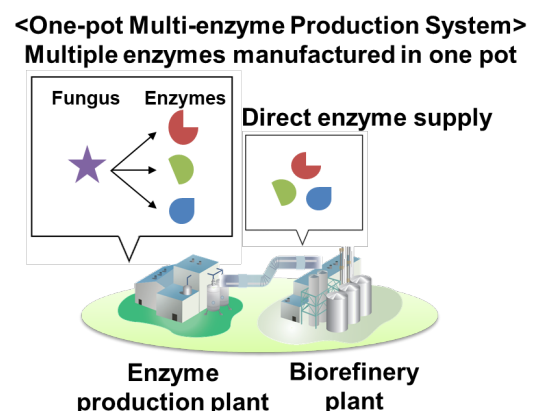 <One-pot Multi-enzyme Production System>
Multiple enzymes manufactured in one pot
Fungus
Enzymes
Direct enzyme supply
Enzyme
production plant
Biorefinery
plant